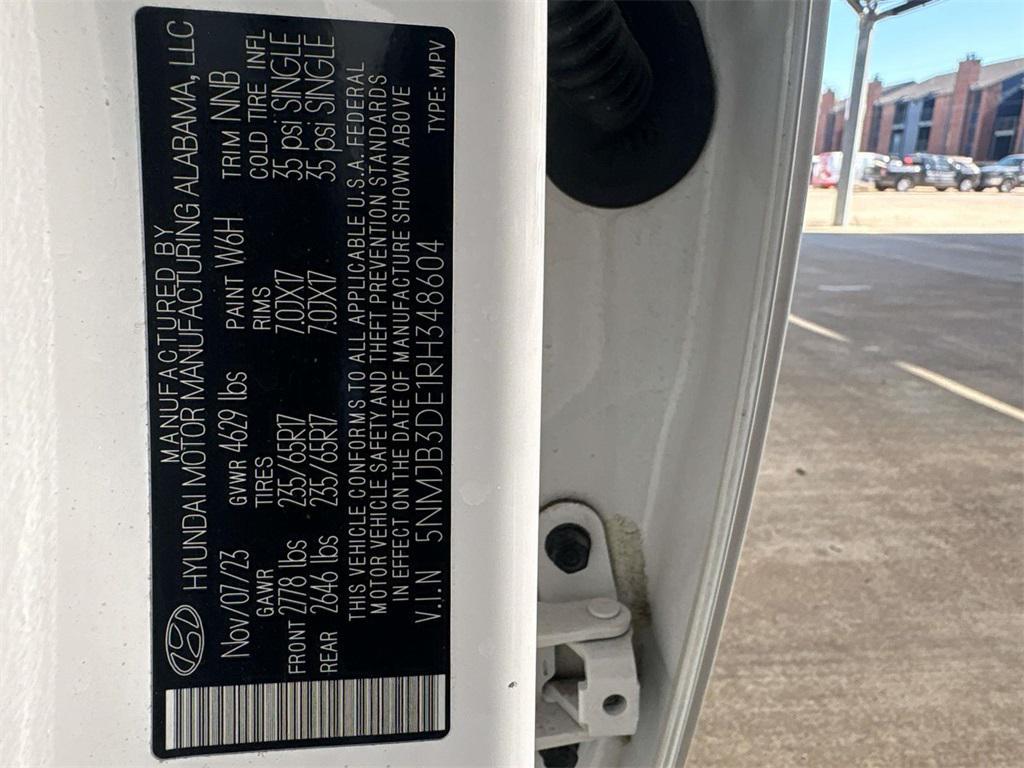 MANUFACTURED BY
HYUNDAI MOTOR MANUFACTURING ALABAMA, LLC
Nov/07/23 GVWR 4629 lbs PAINT W6H TRIM NNB
GAWR TIRES RIMS COLD TIRE INFL
FRONT 2778 lbs 235/65R17 7.0JX17 35 psi SINGLE
REAR 2646 lbs 235/65R17 7.0JX17 35 psi SINGLE
THIS VEHICLE CONFORMS TO ALL APPLICABLE U.S.A. FEDERAL
MOTOR VEHICLE SAFETY AND THEFT PREVENTION STANDARDS
IN EFFECT ON THE DATE OF MANUFACTURE SHOWN ABOVE
V.I.N 5NMJB3DE1RH348604 TYPE: MPV